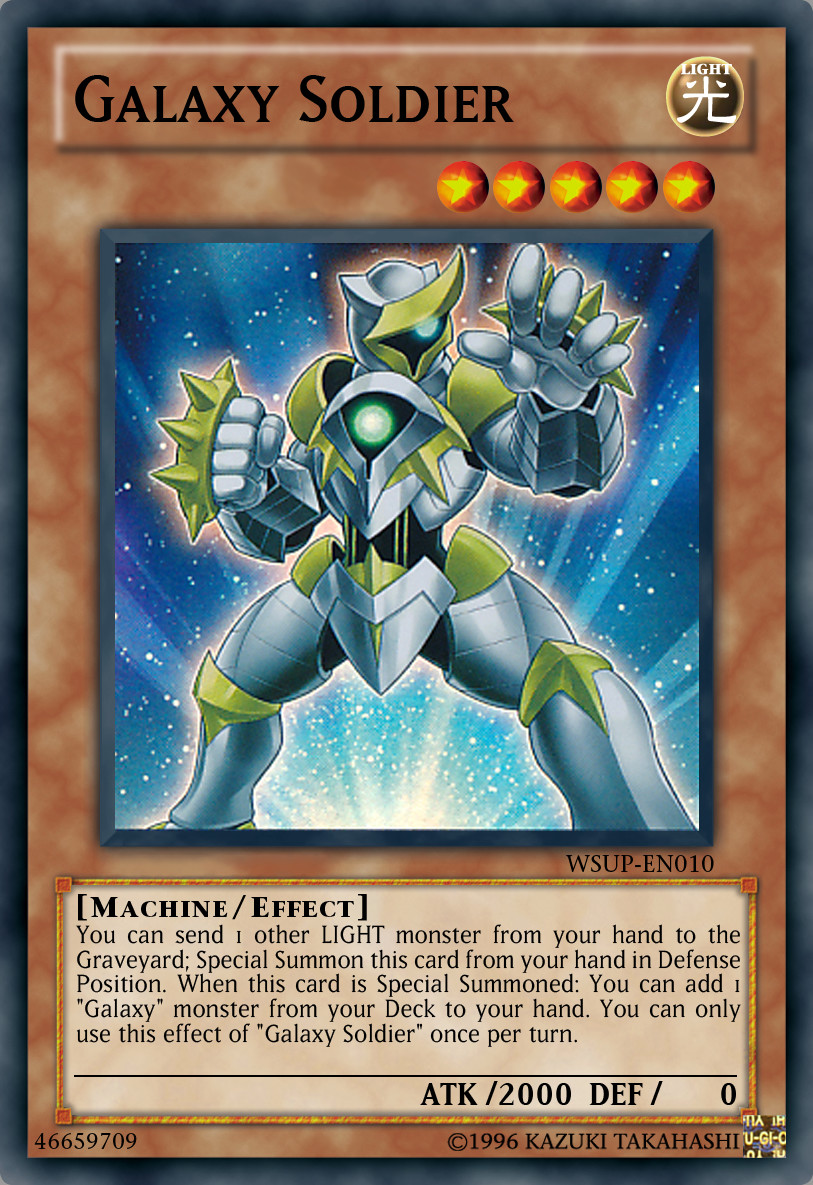 GALAXY SOLDIER
LIGHT
光
WSUP-EN010
[MACHINE/EFFECT]
You can send 1 other LIGHT monster from your hand to the
Graveyard; Special Summon this card from your hand in Defense
Position. When this card is Special Summoned: You can add 1
"Galaxy" monster from your Deck to your hand. You can only
use this effect of "Galaxy Soldier" once per turn.
ATK /2000 DEF / 0
46659709
©1996 KAZUKI TAKAHASHI